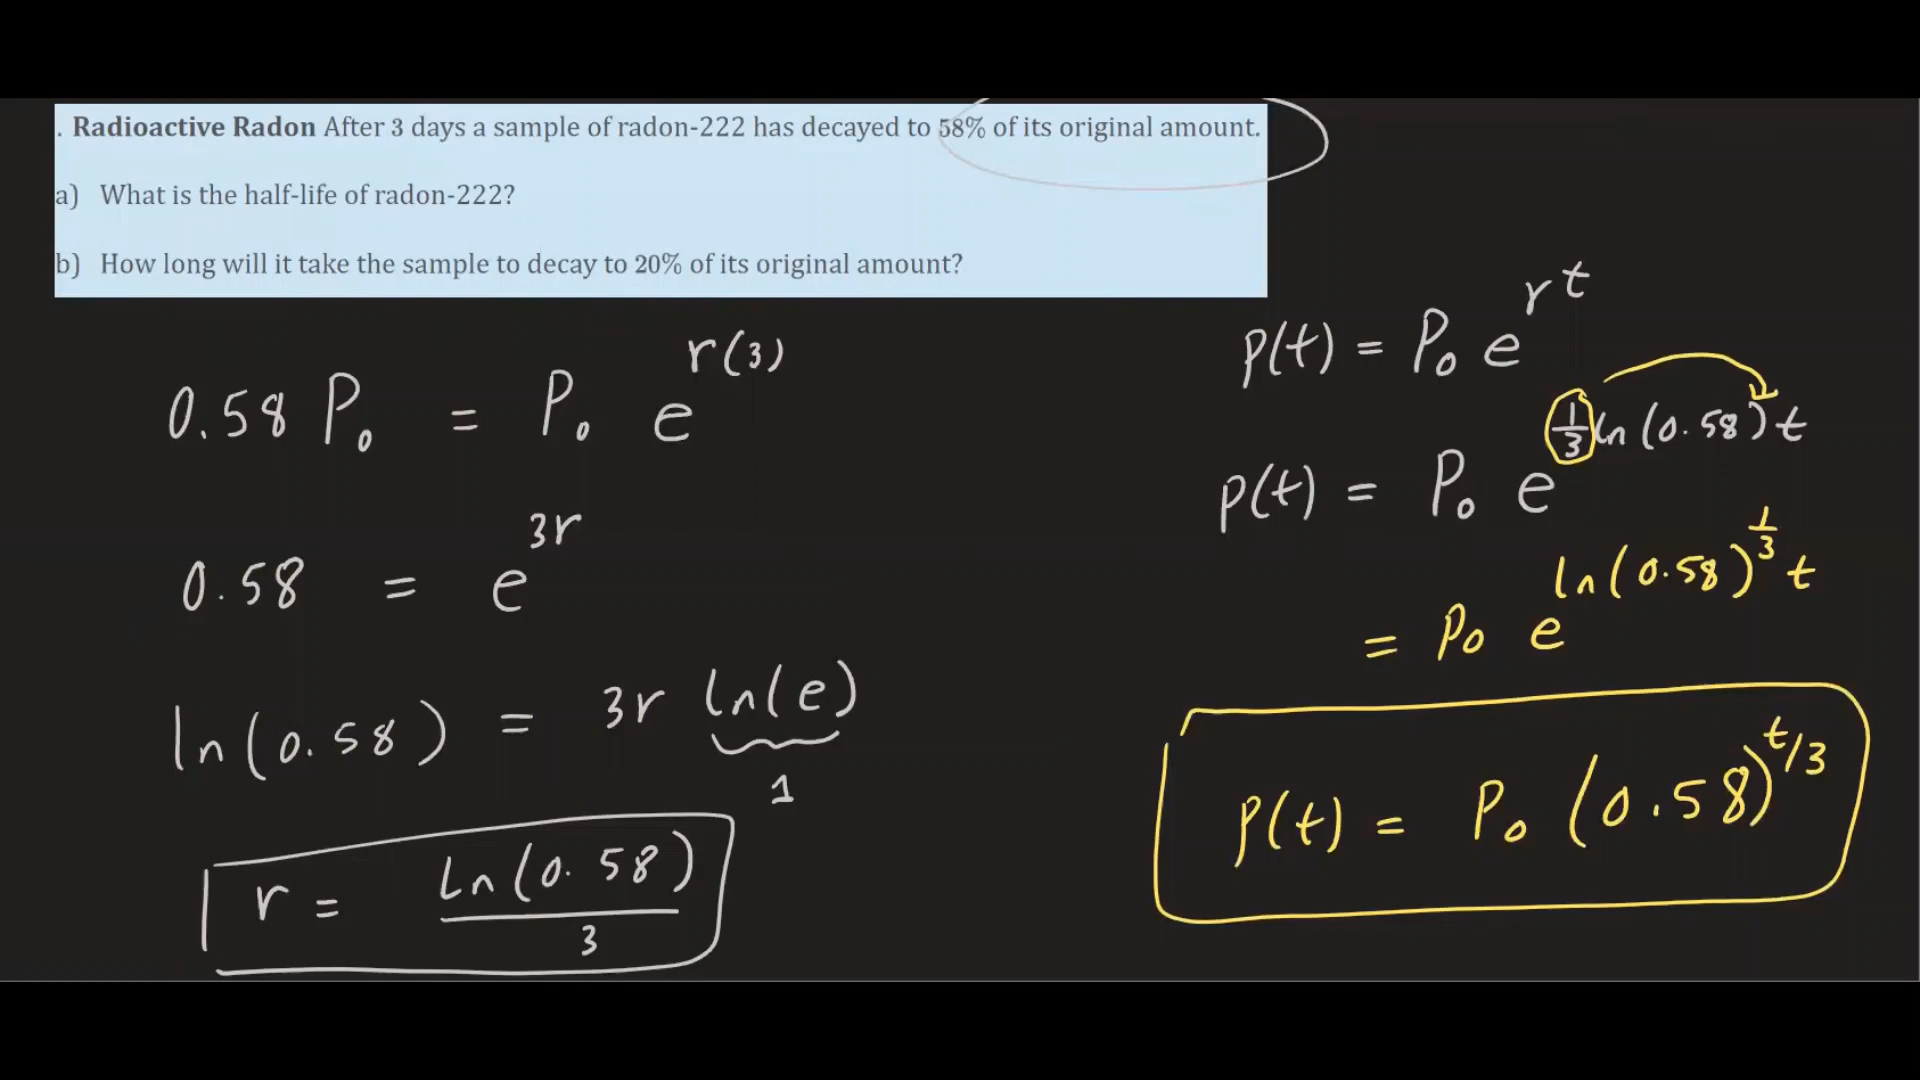 . Radioactive Radon After 3 days a sample of radon-222 has decayed to 58% of its original amount.
a) What is the half-life of radon-222?
b) How long will it take the sample to decay to 20% of its original amount?
0.58 P₀ = P₀ e^{r(3)}
0.58 = e^{3r}
ln(0.58) = 3r ln(e)
1
r = ln(0.58)/3
P(t) = P₀ e^{rt}
P(t) = P₀ e^{1/3 ln(0.58)t}
= P₀ e^{ln(0.58)^{1/3} t}
P(t) = P₀ (0.58)^{t/3}